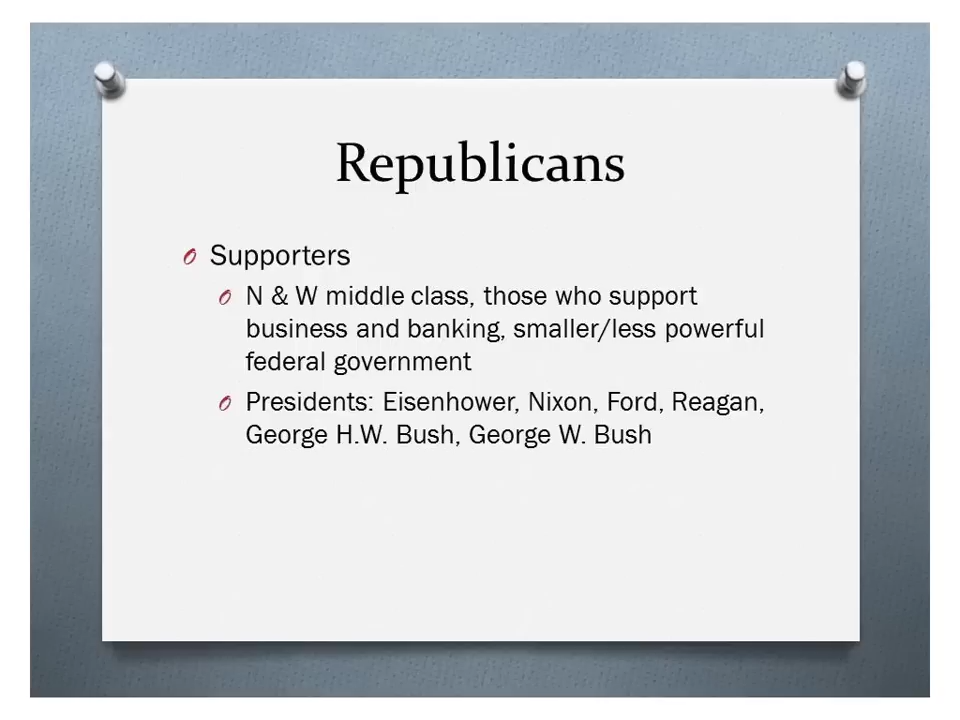 Republicans
Supporters
N & W middle class, those who support
business and banking, smaller/less powerful
federal government
Presidents: Eisenhower, Nixon, Ford, Reagan,
George H.W. Bush, George W. Bush